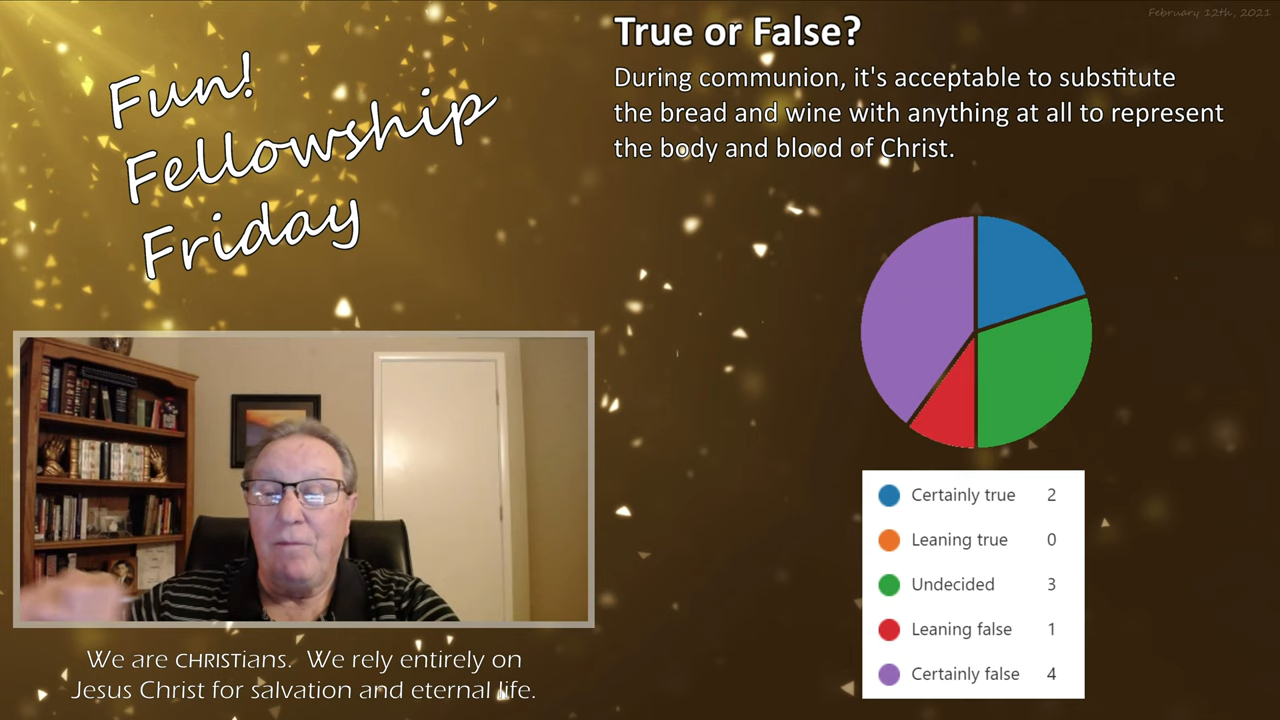 February 12th, 2021
Fun!
Fellowship
Friday
True or False?
During communion, it's acceptable to substitute
the bread and wine with anything at all to represent
the body and blood of Christ.
Certainly true 2
Leaning true 0
Undecided 3
Leaning false 1
Certainly false 4
We are CHRISTians. We rely entirely on
Jesus Christ for salvation and eternal life.